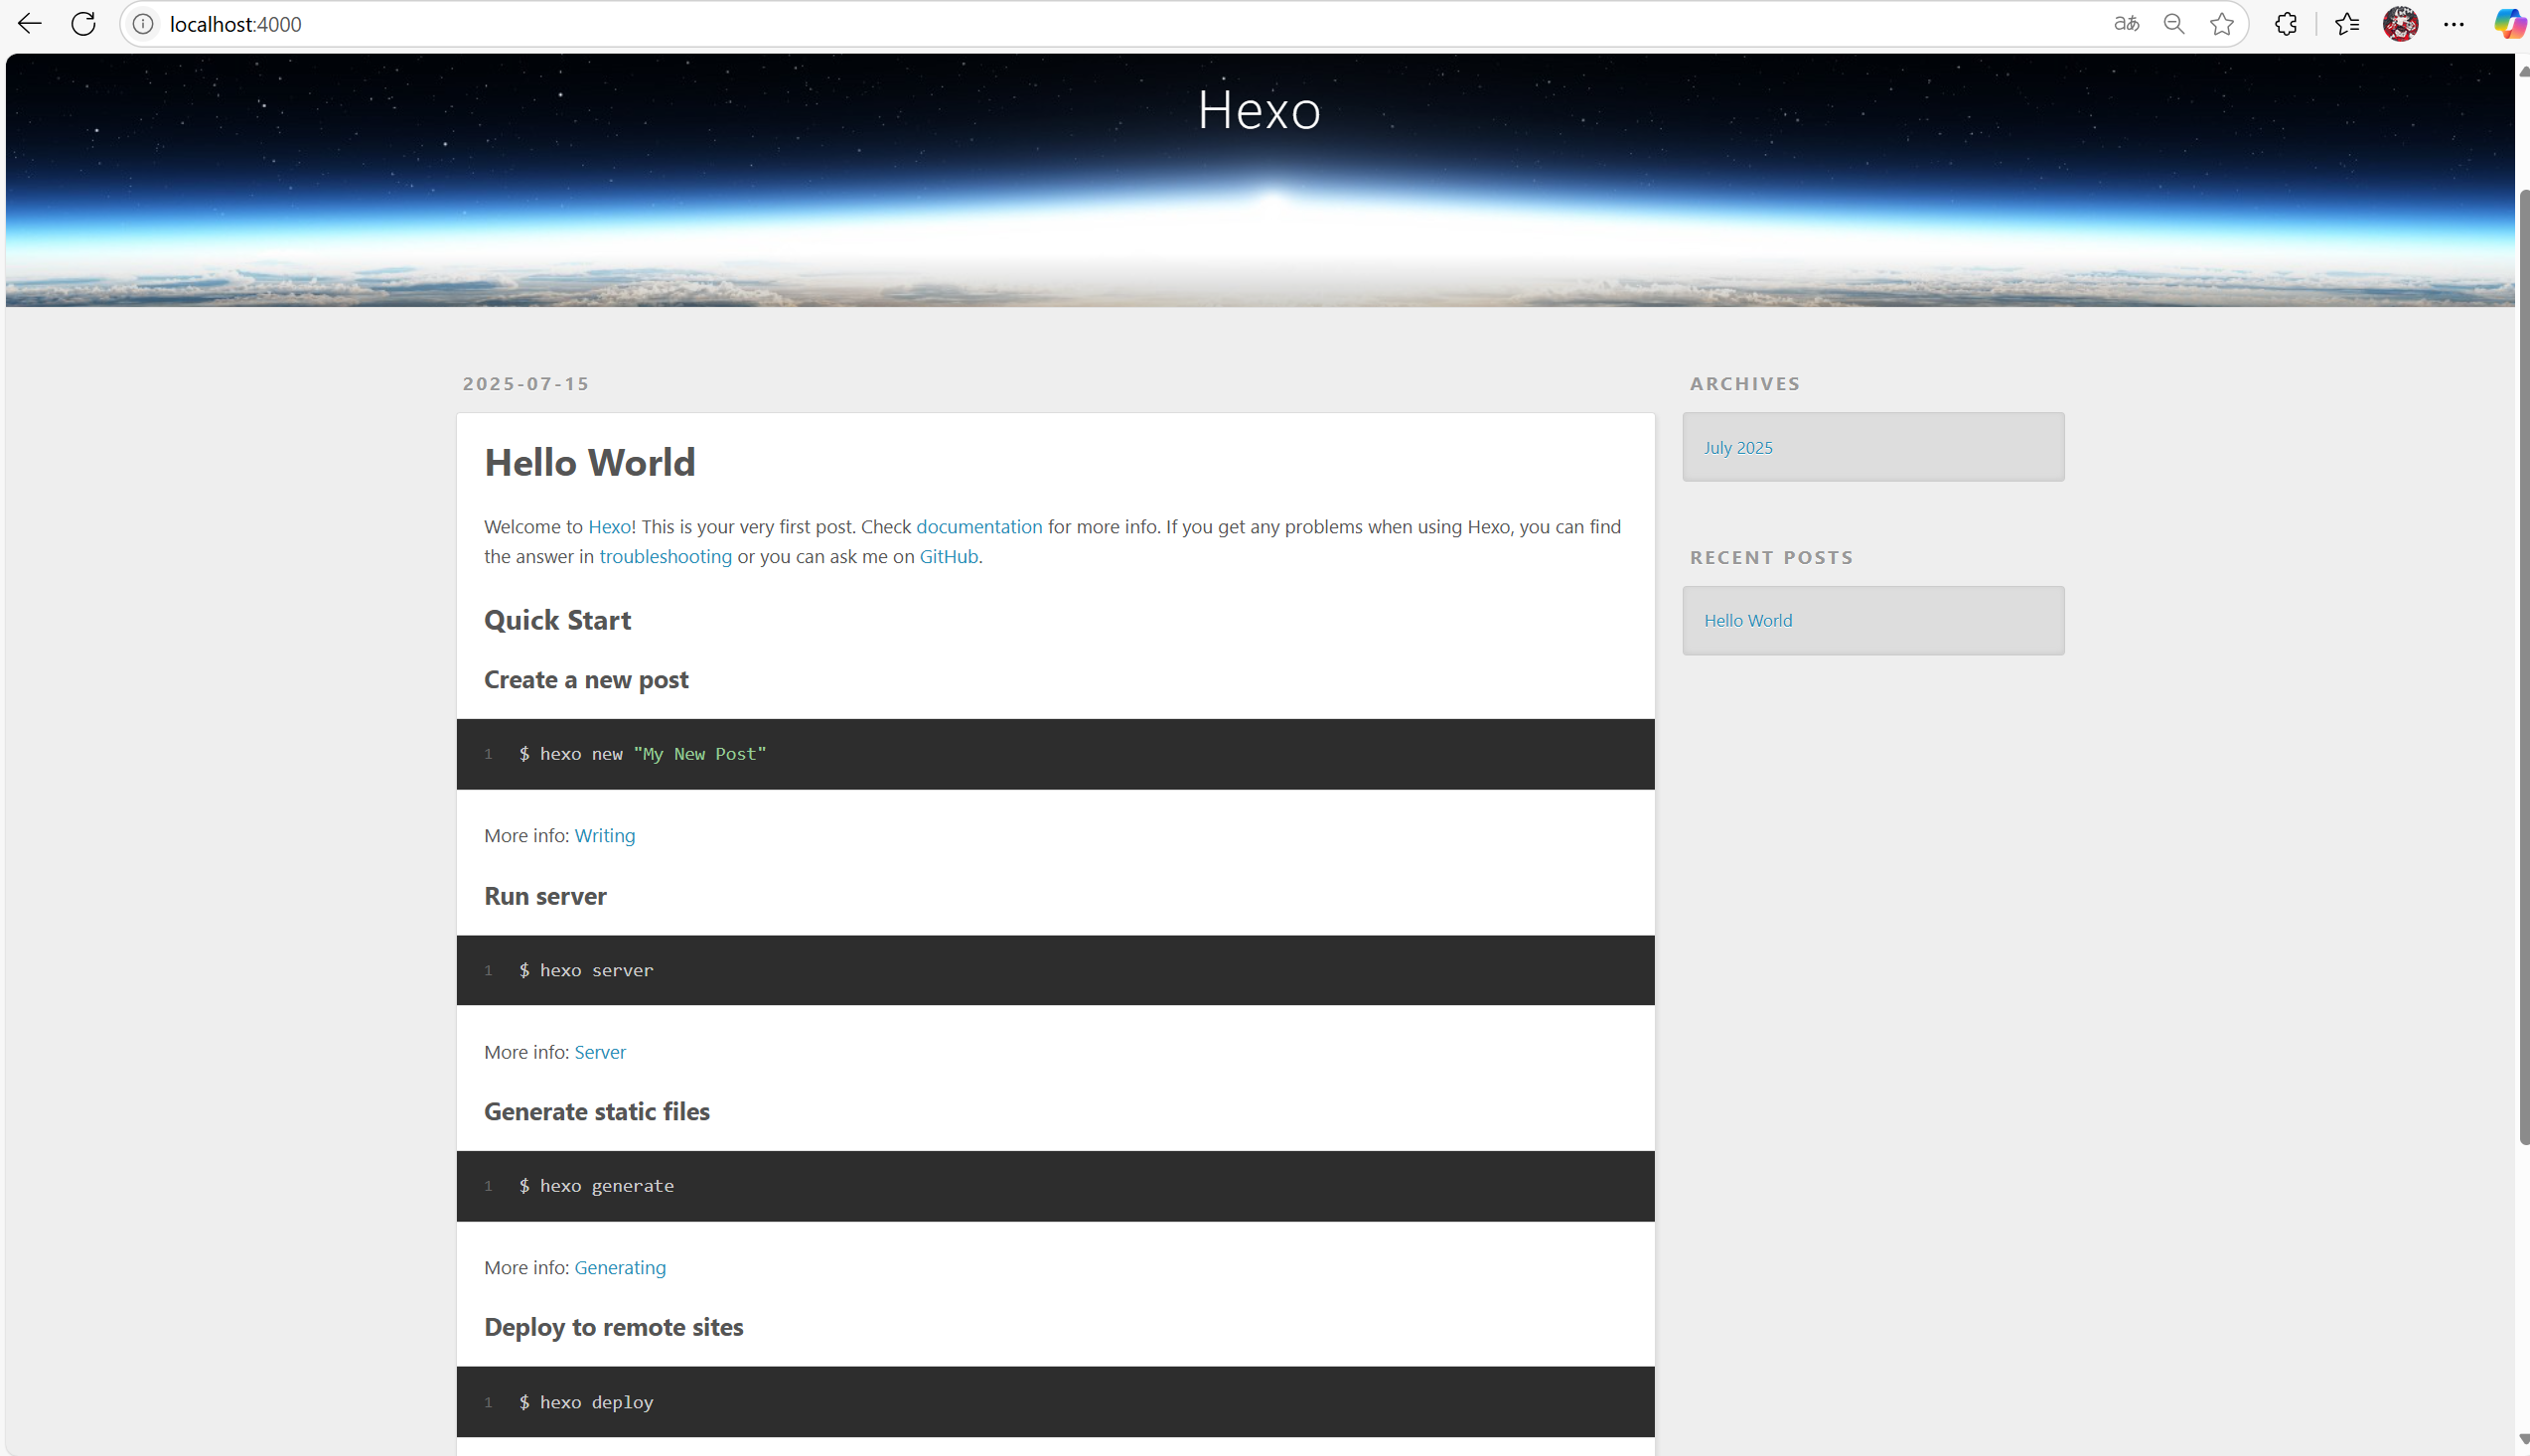 localhost:4000
aあ
Hexo
2025-07-15
Hello World
Welcome to Hexo! This is your very first post. Check documentation for more info. If you get any problems when using Hexo, you can find
the answer in troubleshooting or you can ask me on GitHub.
Quick Start
Create a new post
1 $ hexo new "My New Post"
More info: Writing
Run server
1 $ hexo server
More info: Server
Generate static files
1 $ hexo generate
More info: Generating
Deploy to remote sites
1 $ hexo deploy
ARCHIVES
July 2025
RECENT POSTS
Hello World